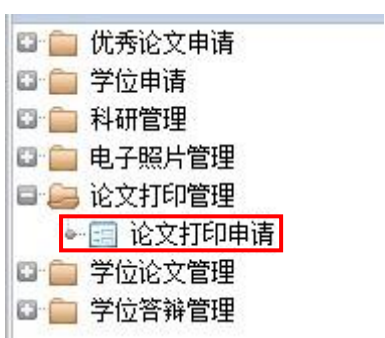 优秀论文申请
学位申请
科研管理
电子照片管理
论文打印管理
论文打印申请
学位论文管理
学位答辩管理